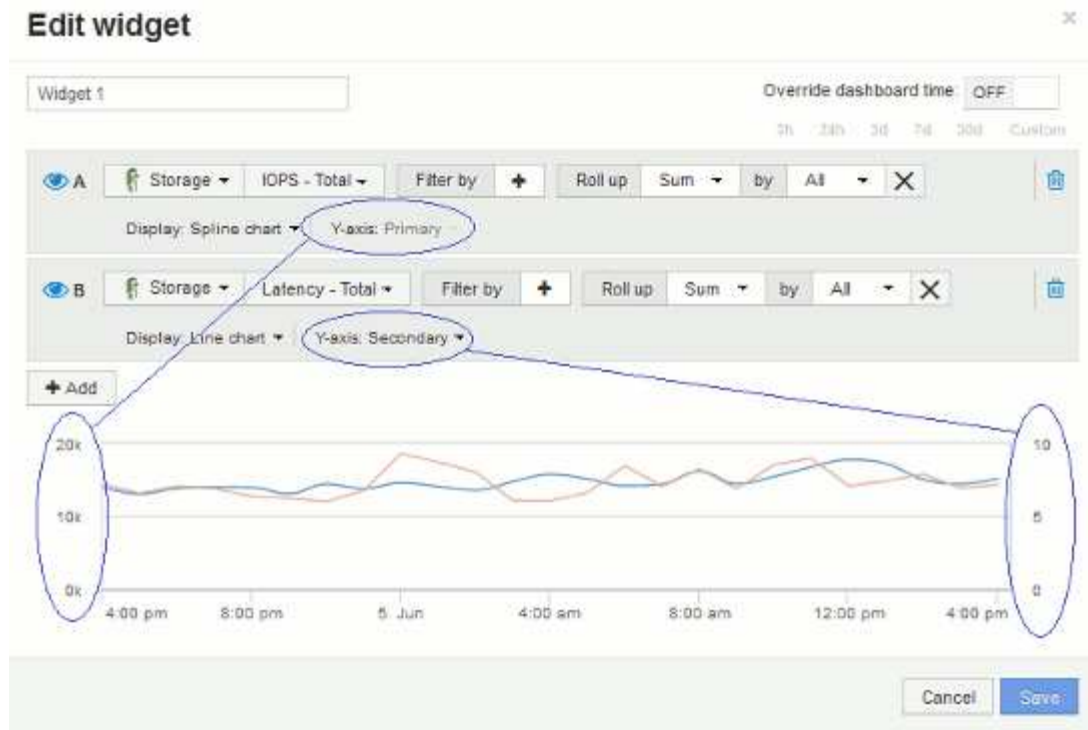 Edit widget
Widget 1
Override dashboard time: OFF
3h 24h 3d 7d 30d Custom
A Storage IOPS - Total Filter by + Roll up Sum by All
Display: Spline chart Y-axis: Primary
B Storage Latency - Total Filter by + Roll up Sum by All
Display: Line chart Y-axis: Secondary
+ Add
20k 10
10k 5
0k 0
4:00 pm 8:00 pm 5. Jun 4:00 am 8:00 am 12:00 pm 4:00 pm
Cancel Save